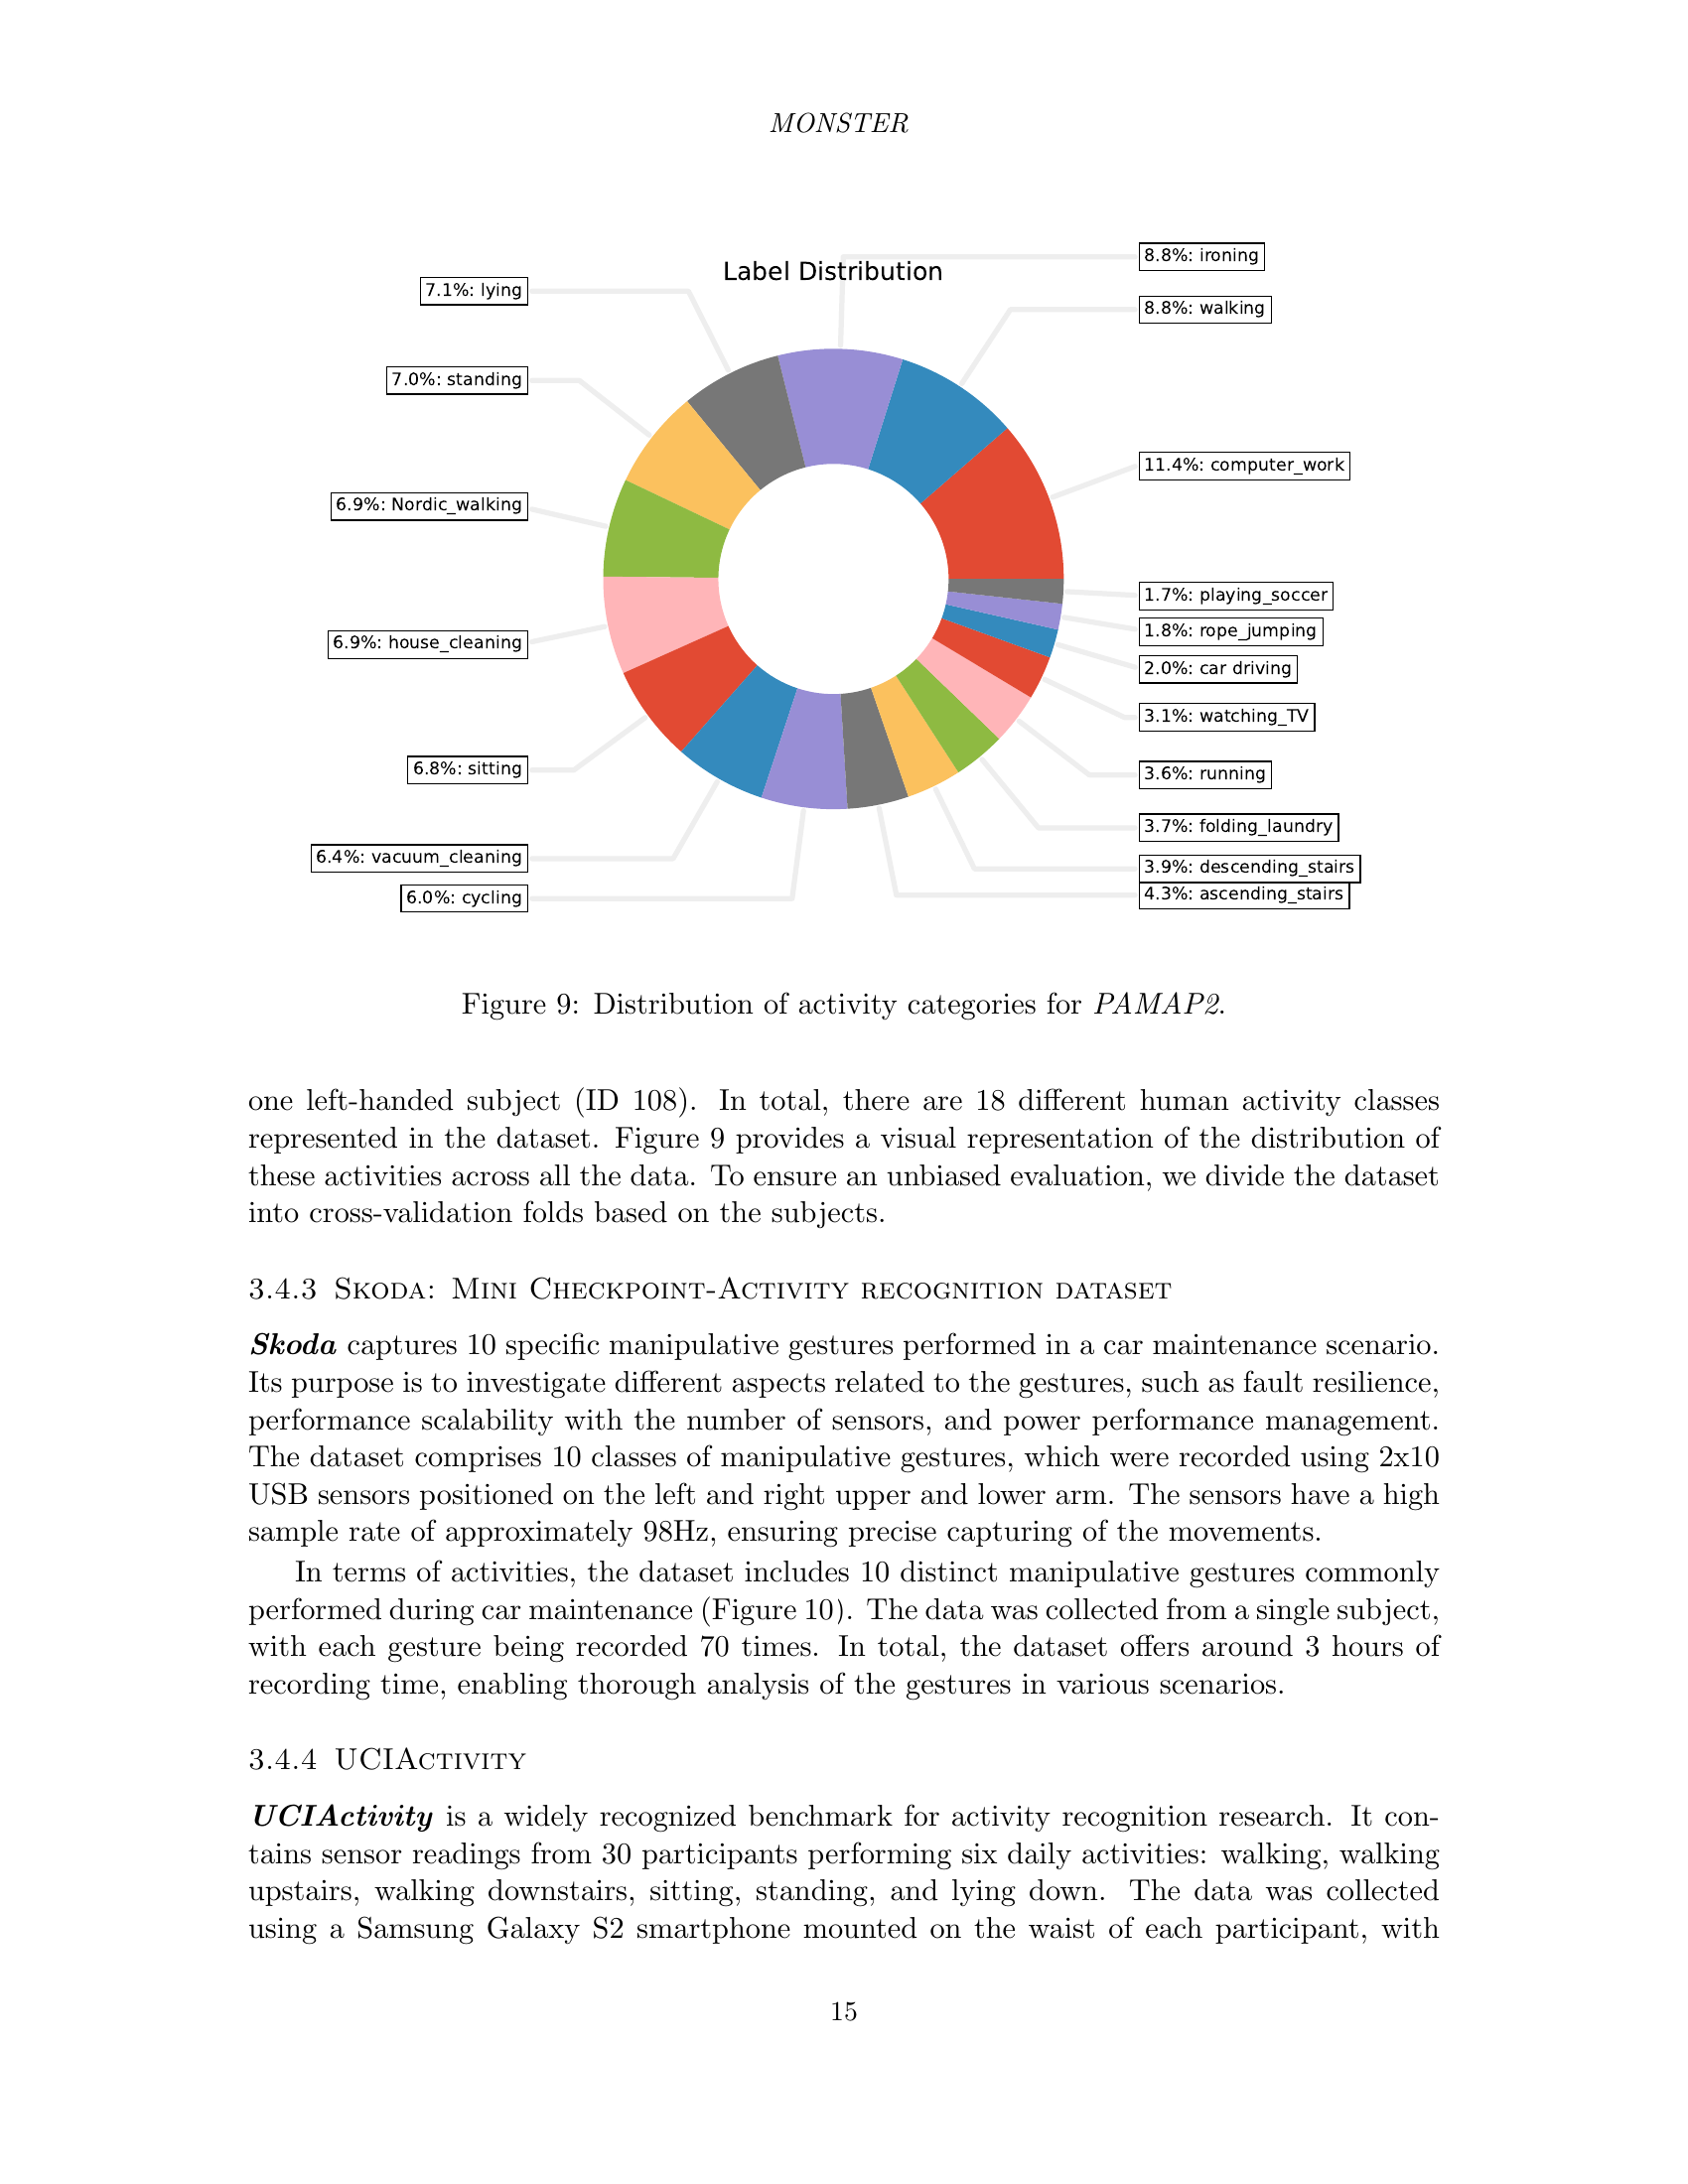 MONSTER
Label Distribution
8.8%: ironing
8.8%: walking
11.4%: computer_work
7.1%: lying
7.0%: standing
6.9%: Nordic_walking
6.9%: house_cleaning
6.8%: sitting
6.4%: vacuum_cleaning
6.0%: cycling
1.7%: playing_soccer
1.8%: rope_jumping
2.0%: car driving
3.1%: watching_TV
3.6%: running
3.7%: folding_laundry
3.9%: descending_stairs
4.3%: ascending_stairs
Figure 9: Distribution of activity categories for PAMAP2.
one left-handed subject (ID 108). In total, there are 18 different human activity classes
represented in the dataset. Figure 9 provides a visual representation of the distribution of
these activities across all the data. To ensure an unbiased evaluation, we divide the dataset
into cross-validation folds based on the subjects.
3.4.3 Skoda: Mini Checkpoint-Activity recognition dataset
Skoda captures 10 specific manipulative gestures performed in a car maintenance scenario.
Its purpose is to investigate different aspects related to the gestures, such as fault resilience,
performance scalability with the number of sensors, and power performance management.
The dataset comprises 10 classes of manipulative gestures, which were recorded using 2x10
USB sensors positioned on the left and right upper and lower arm. The sensors have a high
sample rate of approximately 98Hz, ensuring precise capturing of the movements.
In terms of activities, the dataset includes 10 distinct manipulative gestures commonly
performed during car maintenance (Figure 10). The data was collected from a single subject,
with each gesture being recorded 70 times. In total, the dataset offers around 3 hours of
recording time, enabling thorough analysis of the gestures in various scenarios.
3.4.4 UCIActivity
UCIActivity is a widely recognized benchmark for activity recognition research. It con-
tains sensor readings from 30 participants performing six daily activities: walking, walking
upstairs, walking downstairs, sitting, standing, and lying down. The data was collected
using a Samsung Galaxy S2 smartphone mounted on the waist of each participant, with
15